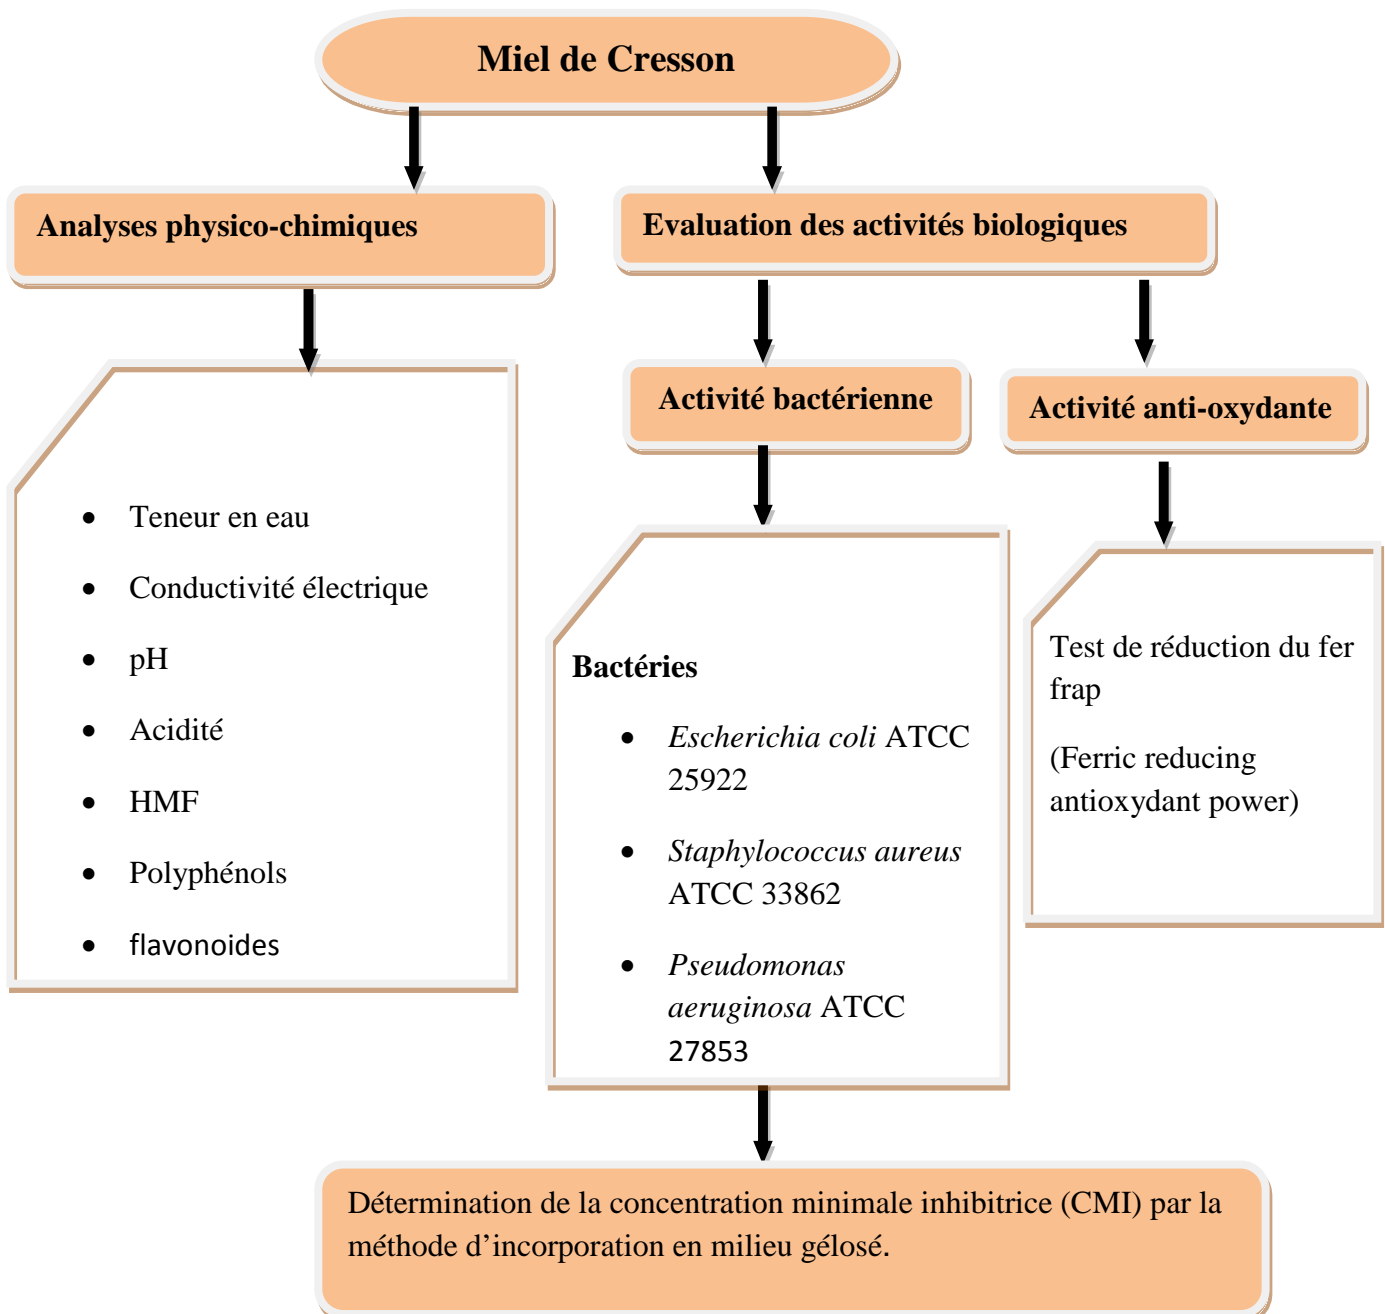 Miel de Cresson
Analyses physico-chimiques
Evaluation des activités biologiques
Activité bactérienne
Activité anti-oxydante
• Teneur en eau
• Conductivité électrique
• pH
• Acidité
• HMF
• Polyphénols
• flavonoides
Bactéries
• Escherichia coli ATCC
25922
• Staphylococcus aureus
ATCC 33862
• Pseudomonas
aeruginosa ATCC
27853
Test de réduction du fer
frap
(Ferric reducing
antioxydant power)
Détermination de la concentration minimale inhibitrice (CMI) par la
méthode d’incorporation en milieu gélosé.